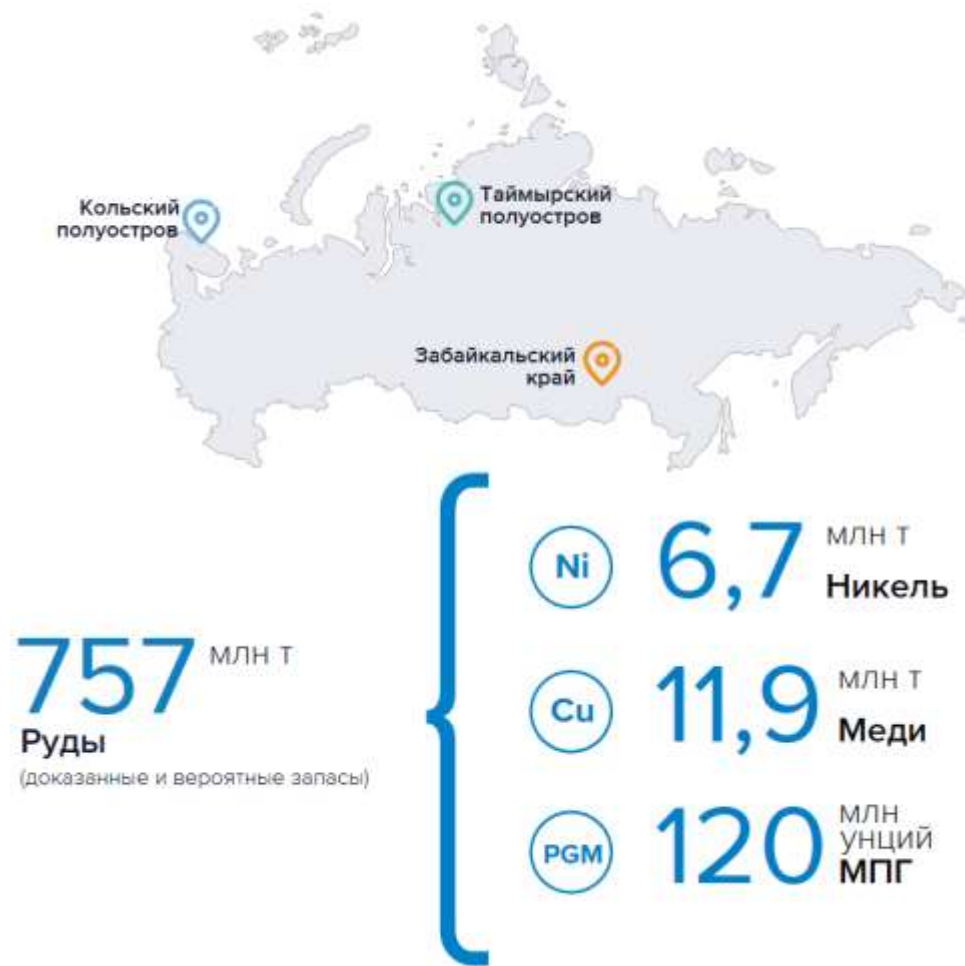 Кольский
полуостров
Таймырский
полуостров
Забайкальский
край
757 МЛН Т
Руды
(доказанные и вероятные запасы)
Ni 6,7 МЛН Т
Никель
Cu 11,9 МЛН Т
Меди
PGM 120 МЛН
УНЦИЙ
МПГ